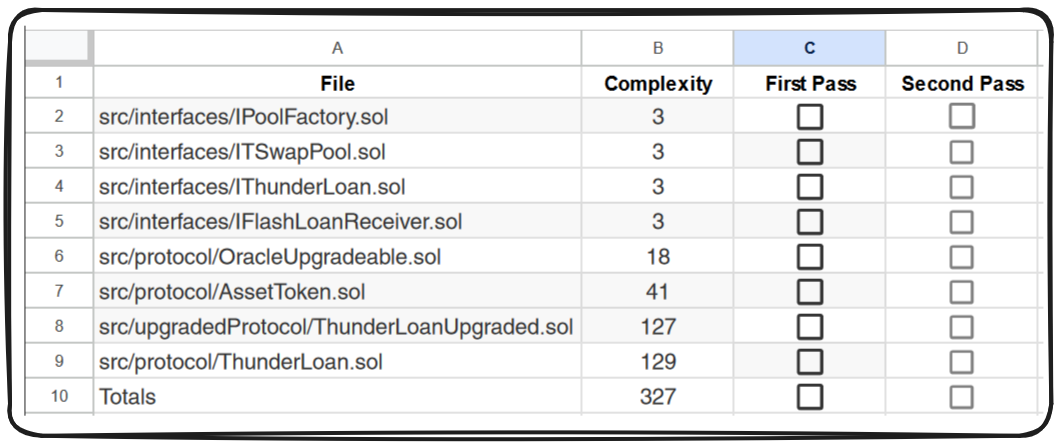 A B C D
1 File Complexity First Pass Second Pass
2 src/interfaces/IPoolFactory.sol 3
3 src/interfaces/ITSwapPool.sol 3
4 src/interfaces/IThunderLoan.sol 3
5 src/interfaces/IFlashLoanReceiver.sol 3
6 src/protocol/OracleUpgradeable.sol 18
7 src/protocol/AssetToken.sol 41
8 src/upgradedProtocol/ThunderLoanUpgraded.sol 127
9 src/protocol/ThunderLoan.sol 129
10 Totals 327